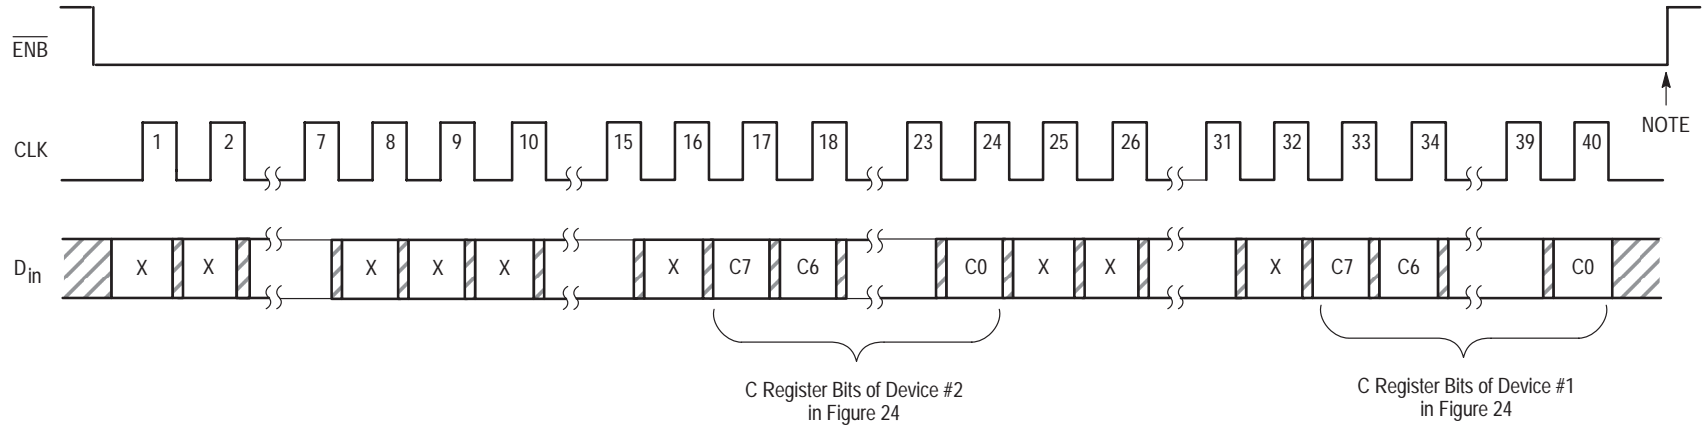 ENB
NOTE
CLK 1 2 7 8 9 10 15 16 17 18 23 24 25 26 31 32 33 34 39 40
Din X X X X X X C7 C6 C0 X X X C7 C6 C0
C Register Bits of Device #2
in Figure 24
C Register Bits of Device #1
in Figure 24